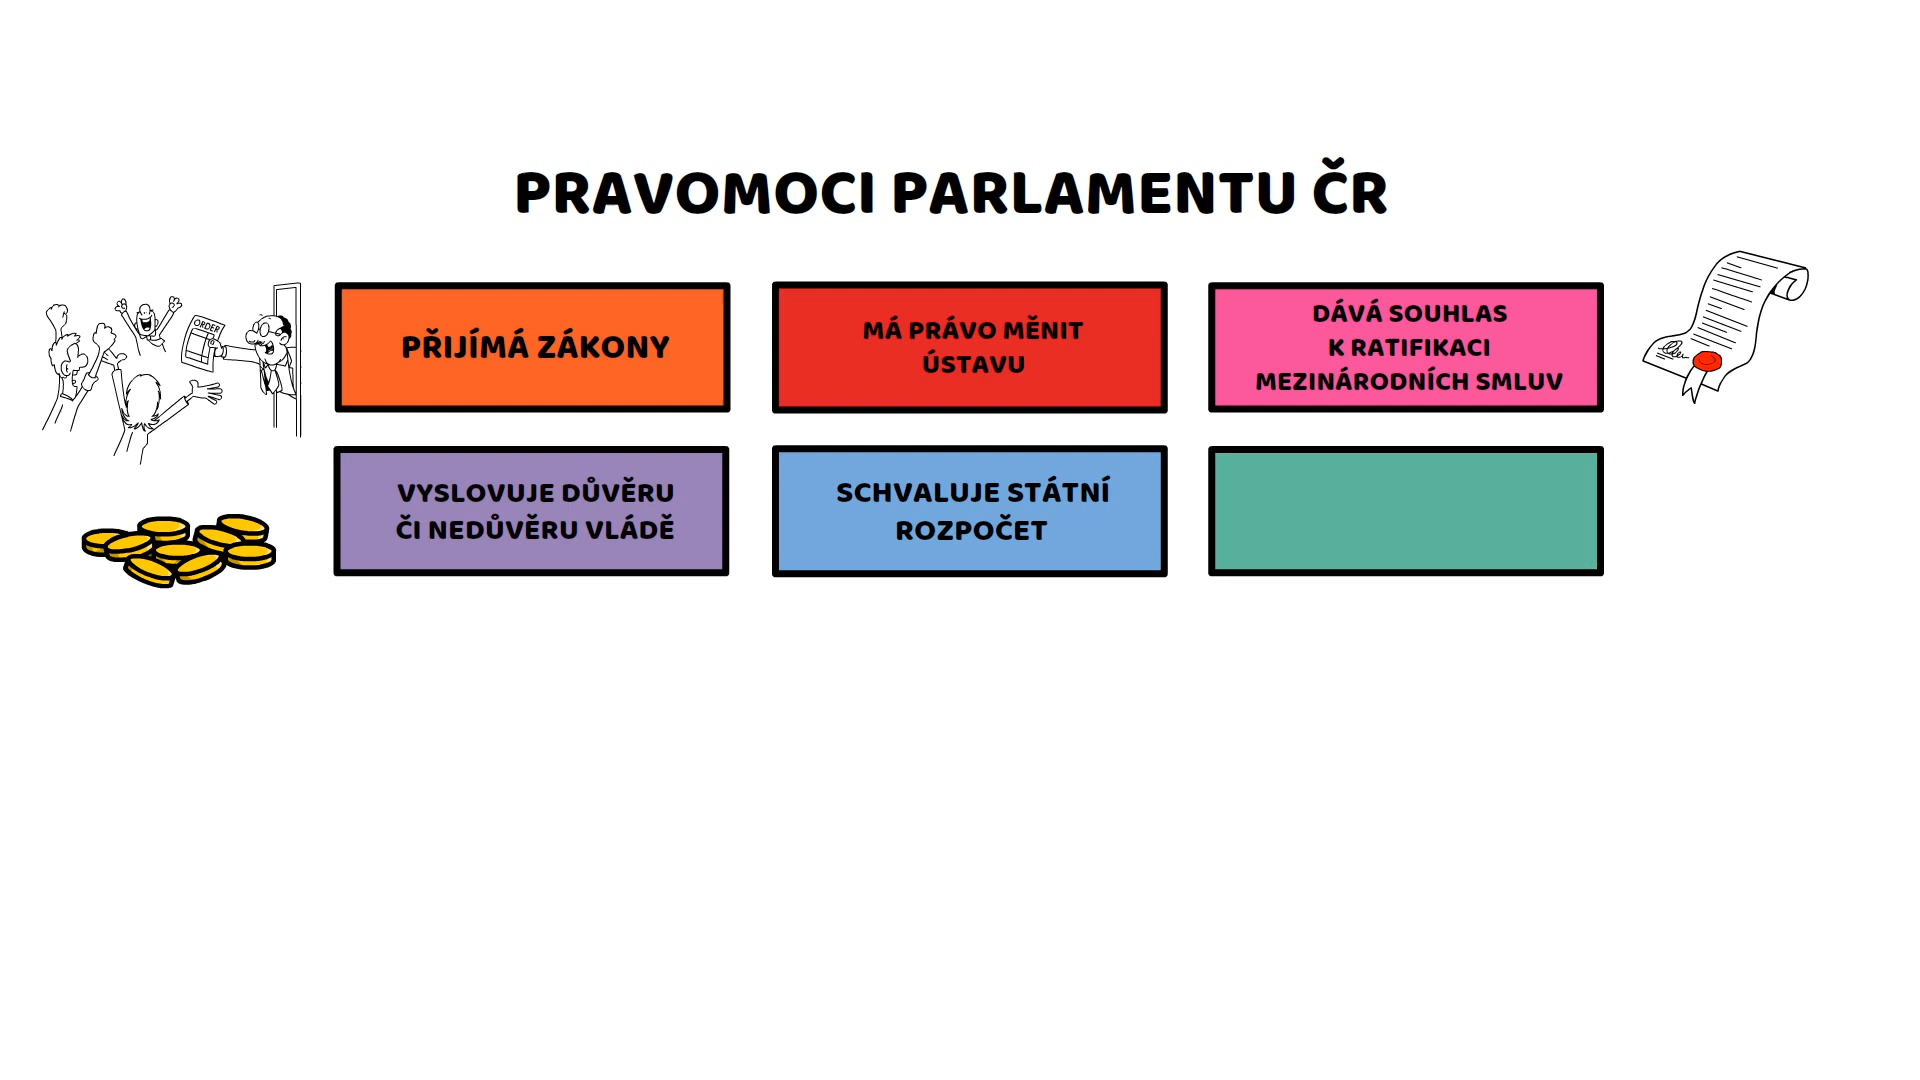 PRAVOMOCI PARLAMENTU ČR
ORDER
PŘIJÍMÁ ZÁKONY
MÁ PRÁVO MĚNIT
ÚSTAVU
DÁVÁ SOUHLAS
K RATIFIKACI
MEZINÁRODNÍCH SMLUV
VYSLOVUJE DŮVĚRU
ČI NEDŮVĚRU VLÁDĚ
SCHVALUJE STÁTNÍ
ROZPOČET